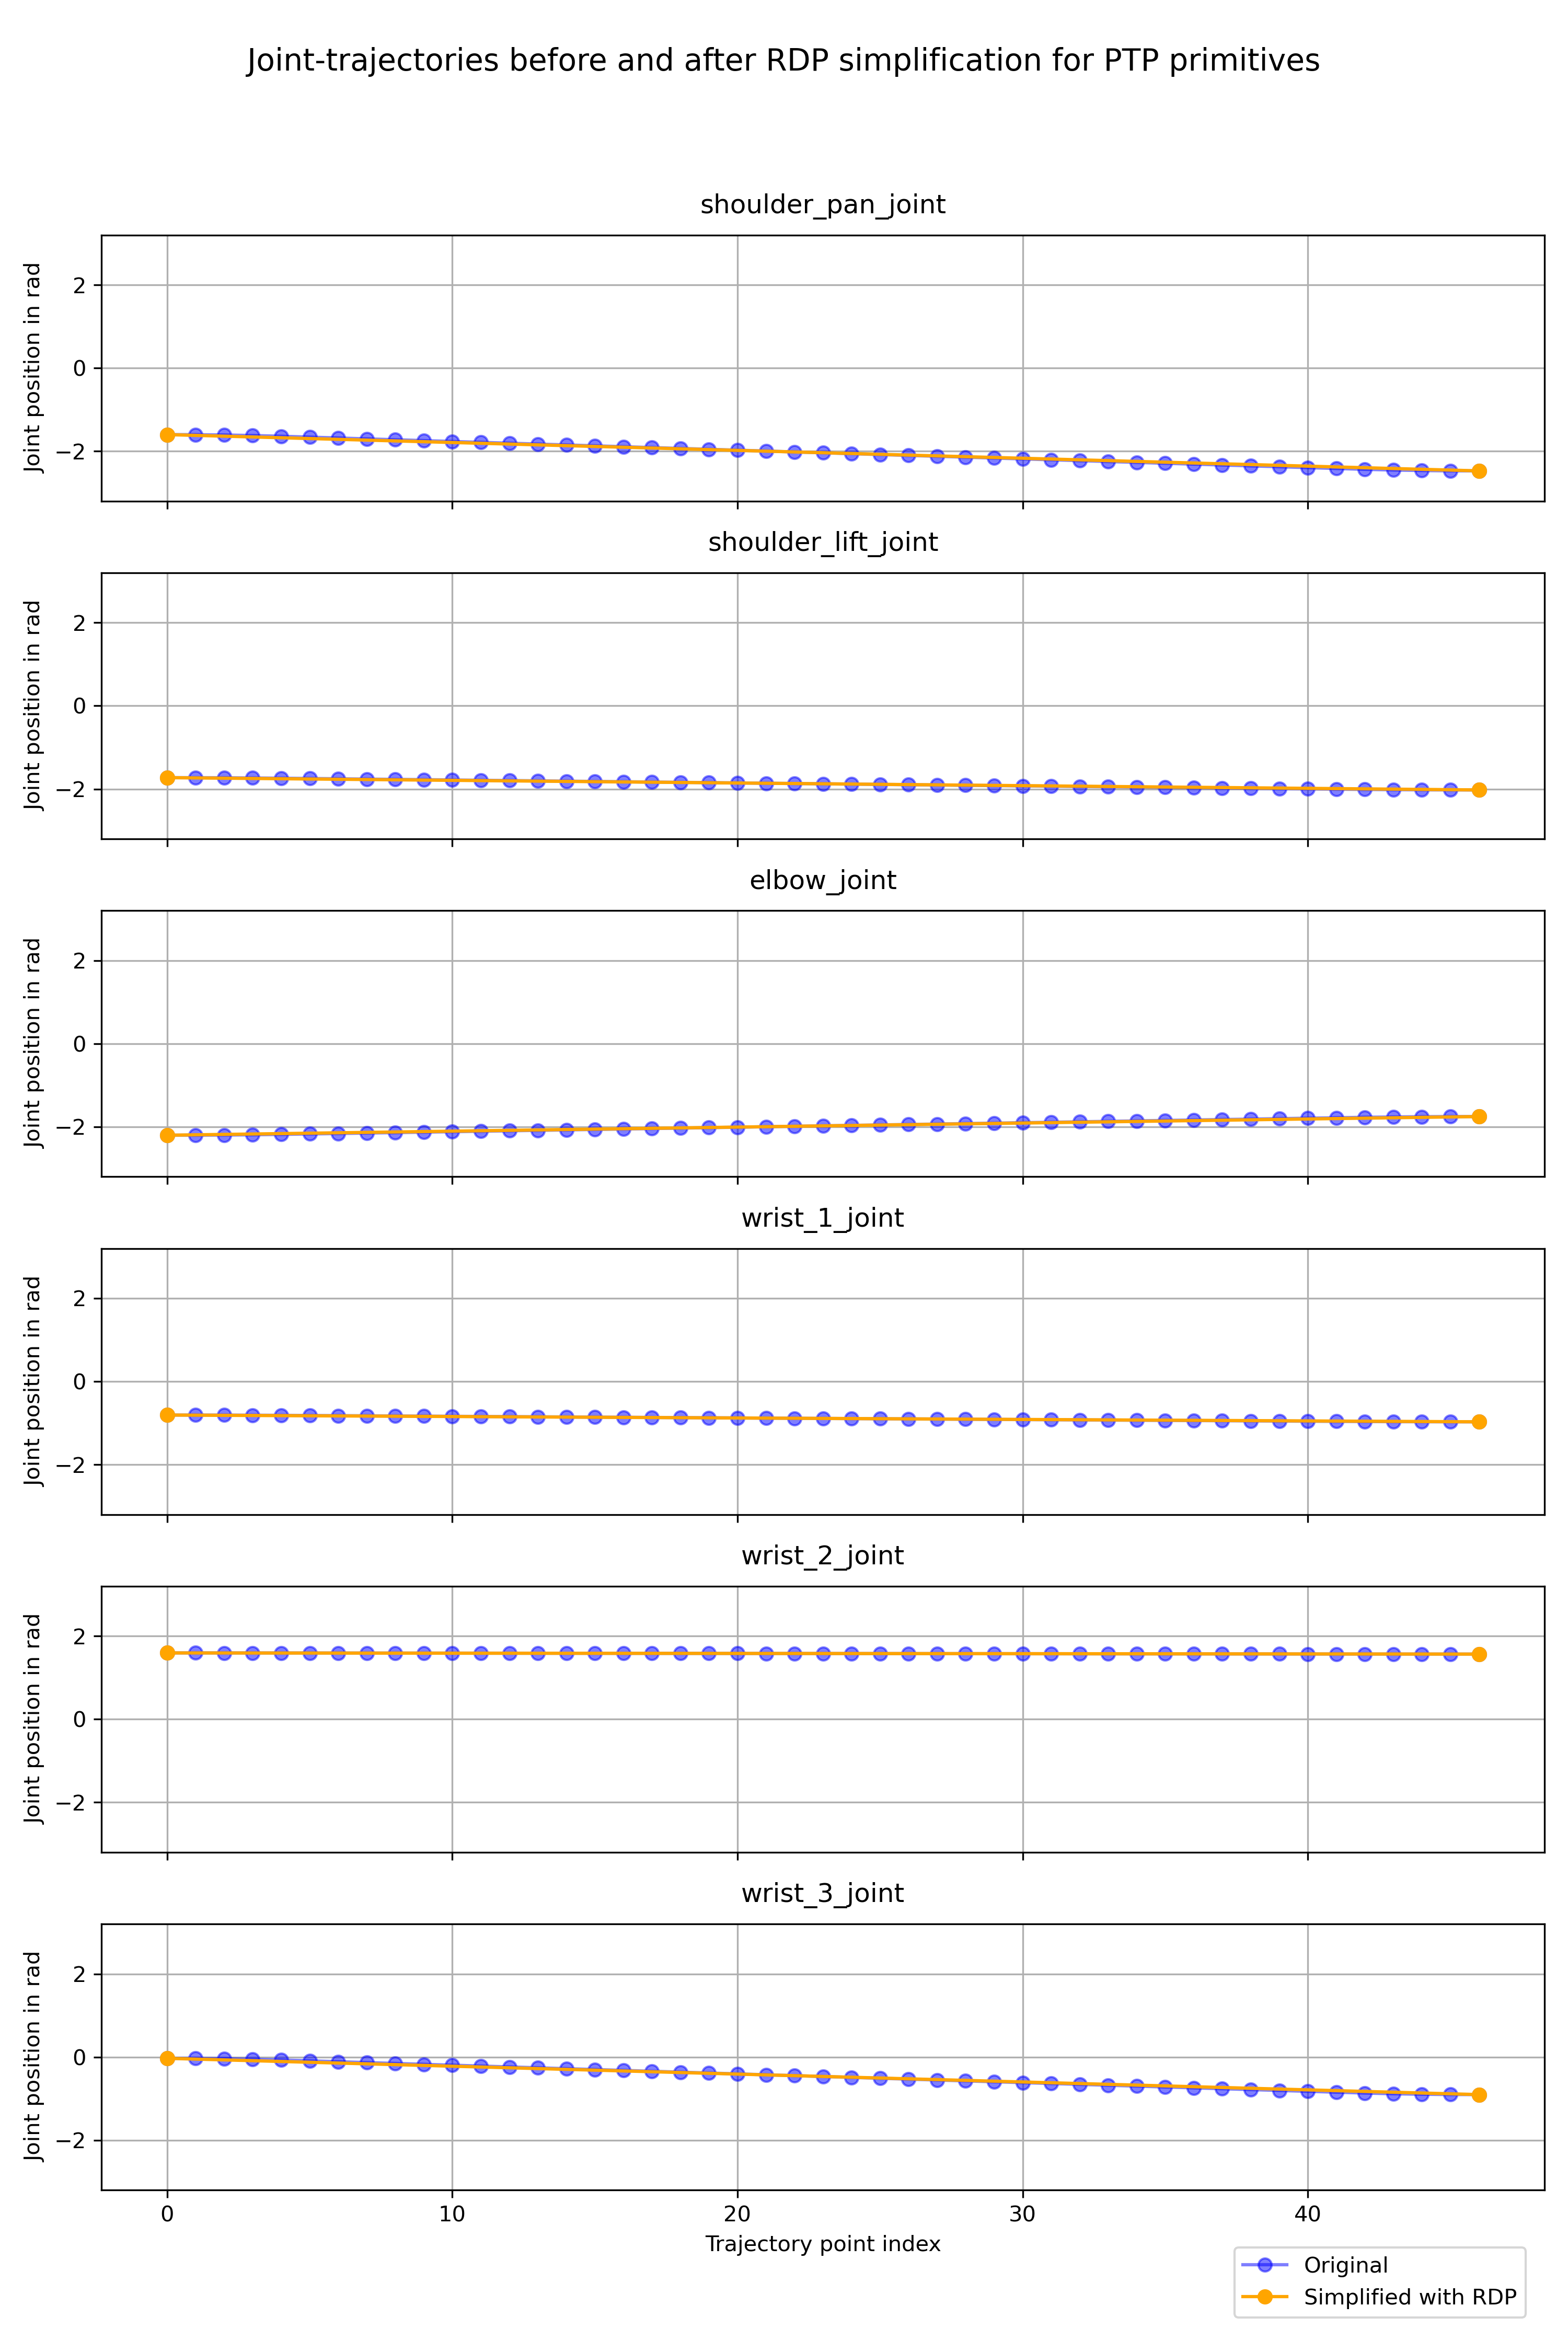 Joint-trajectories before and after RDP simplification for PTP primitives
shoulder_pan_joint
Joint position in rad
2
0
−2
shoulder_lift_joint
Joint position in rad
2
0
−2
elbow_joint
Joint position in rad
2
0
−2
wrist_1_joint
Joint position in rad
2
0
−2
wrist_2_joint
Joint position in rad
2
0
−2
wrist_3_joint
Joint position in rad
2
0
−2
0 10 20 30 40
Trajectory point index
Original
Simplified with RDP